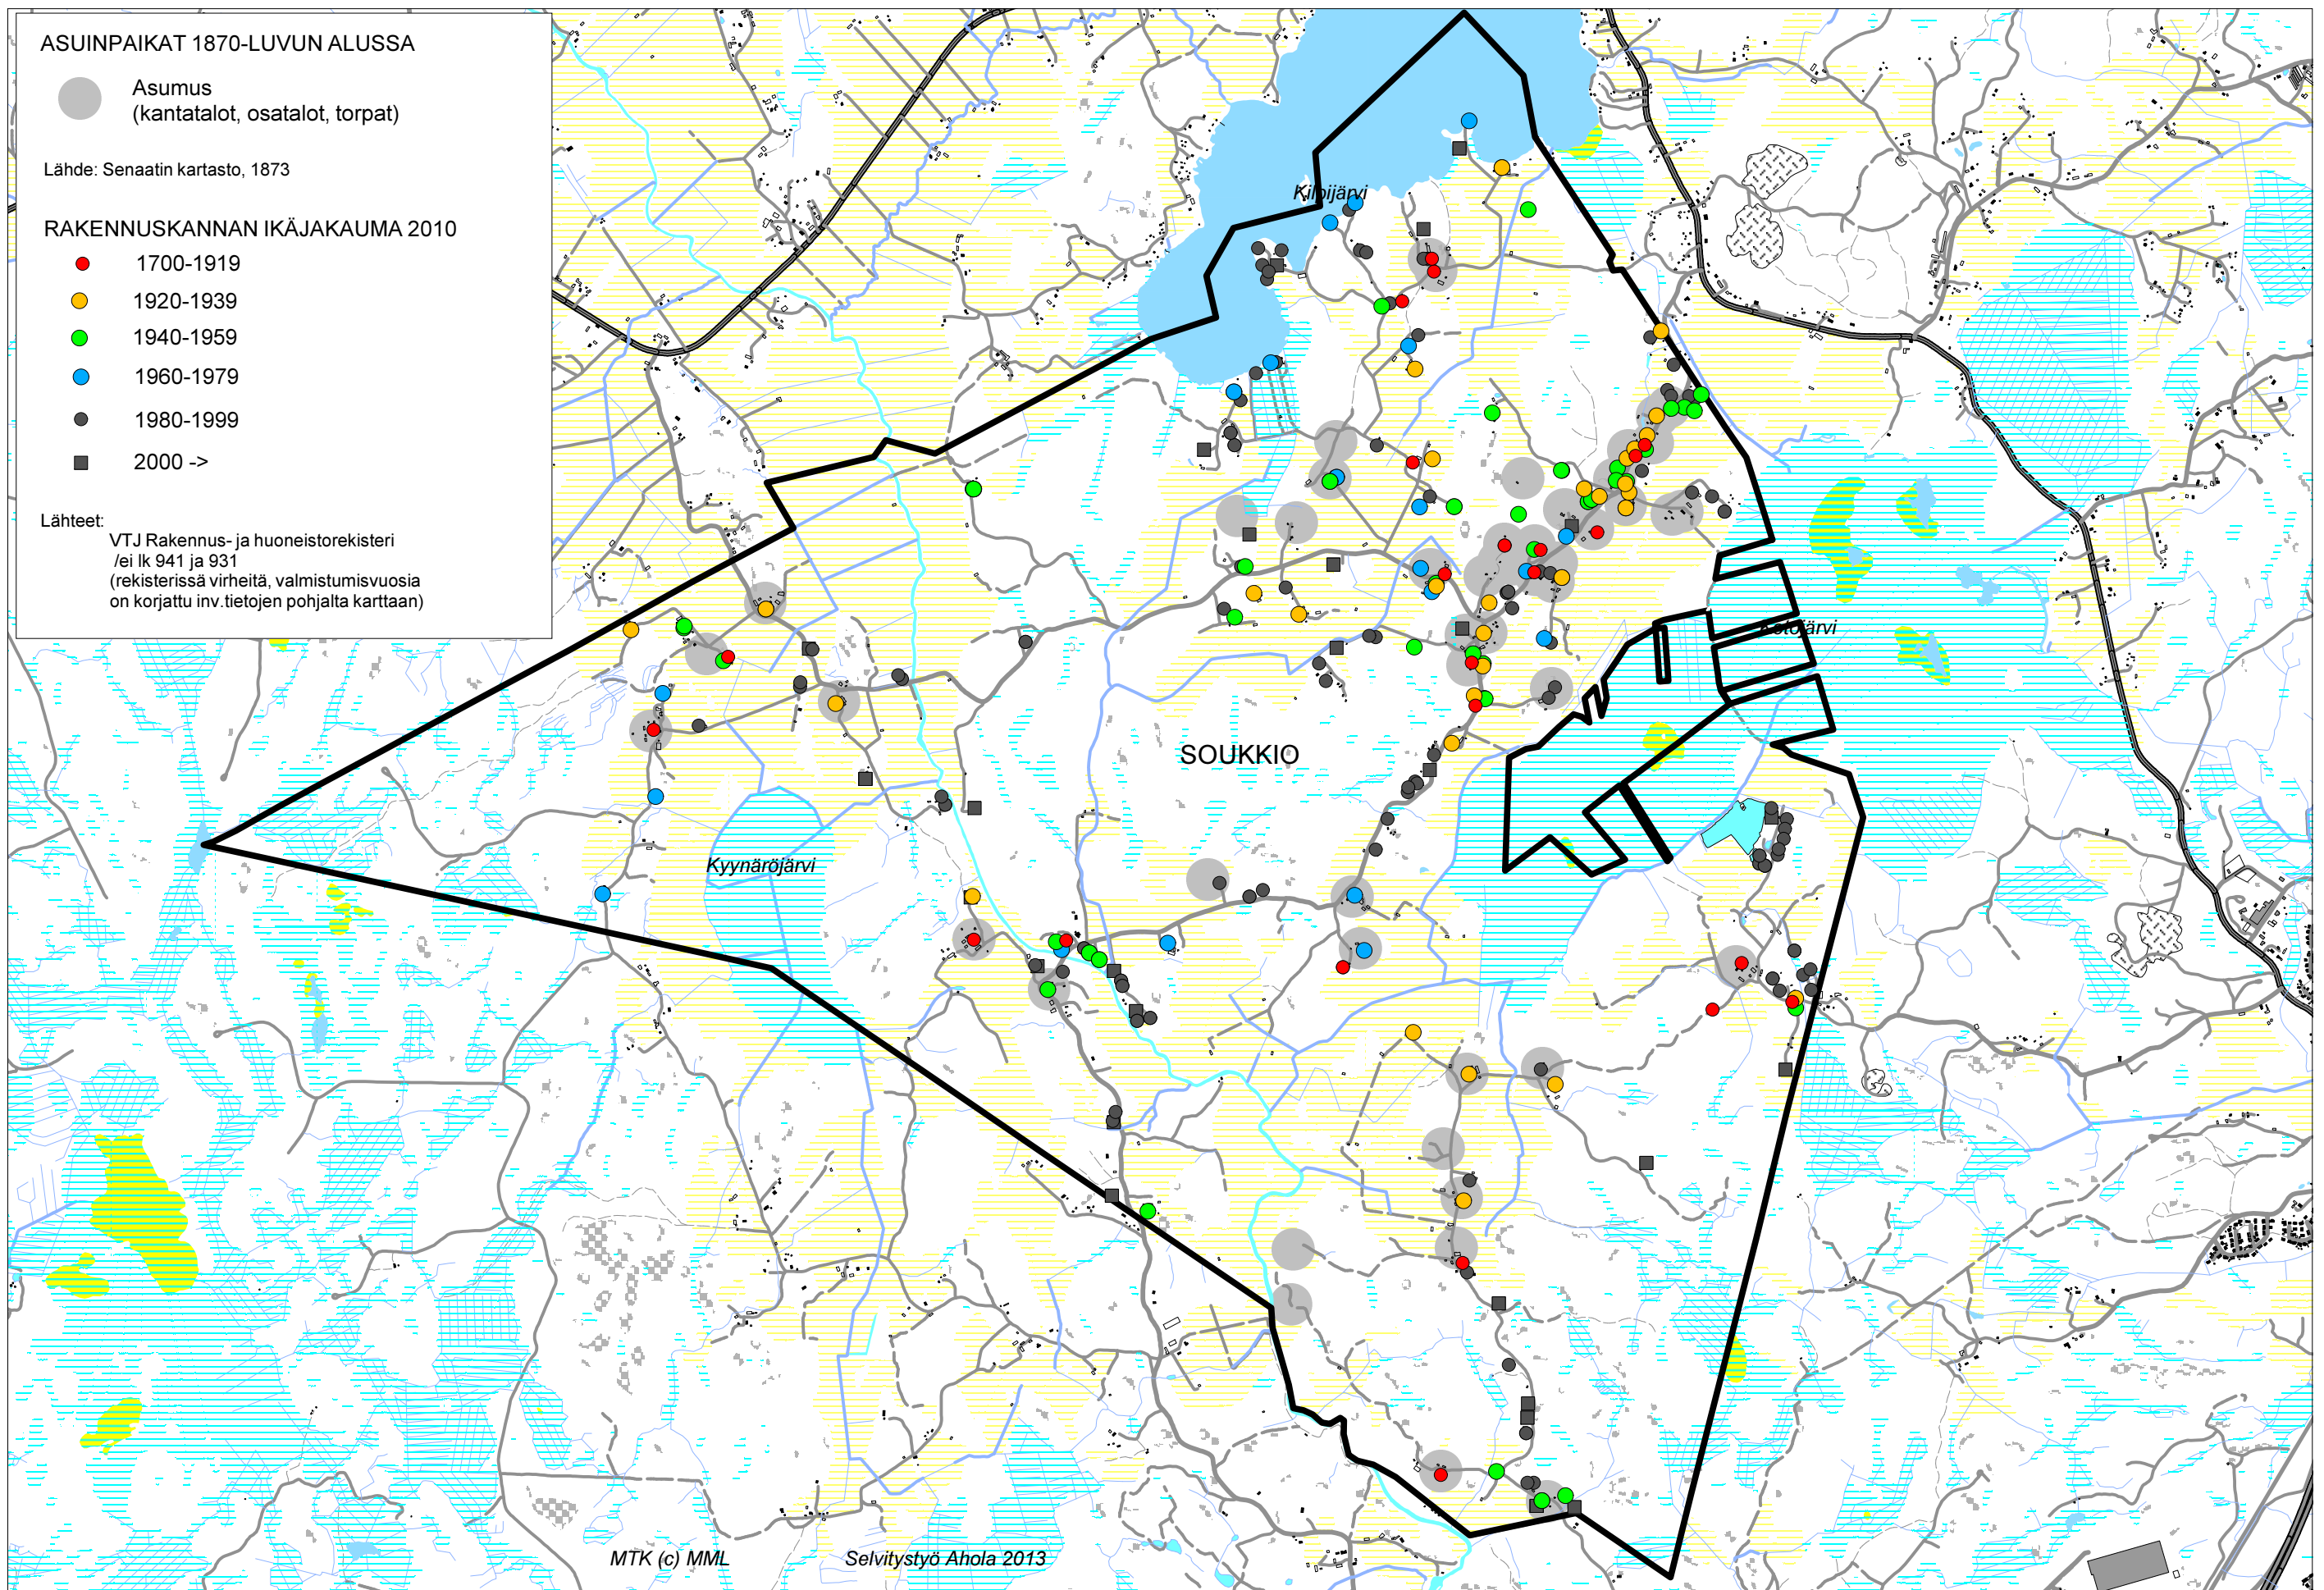 ASUINPAIKAT 1870-LUVUN ALUSSA
Asumus
(kantatalot, osatalot, torpat)
Lähde: Senaatin kartasto, 1873
RAKENNUSKANNAN IKÄJAKAUMA 2010
1700-1919
1920-1939
1940-1959
1960-1979
1980-1999
2000 ->
Lähteet:
VTJ Rakennus- ja huoneistorekisteri
/ei lk 941 ja 931
(rekisterissä virheitä, valmistumisvuosia
on korjattu inv.tietojen pohjalta karttaan)
Kilpijärvi
Kotojärvi
SOUKKIO
Kyynäröjärvi
MTK (c) MML
Selvitystyö Ahola 2013